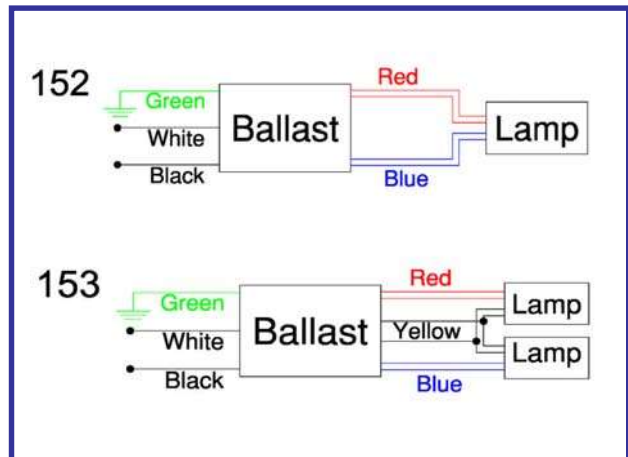 152
Green
White
Black
Ballast
Red
Blue
Lamp
153
Green
White
Black
Ballast
Red
Yellow
Blue
Lamp
Lamp